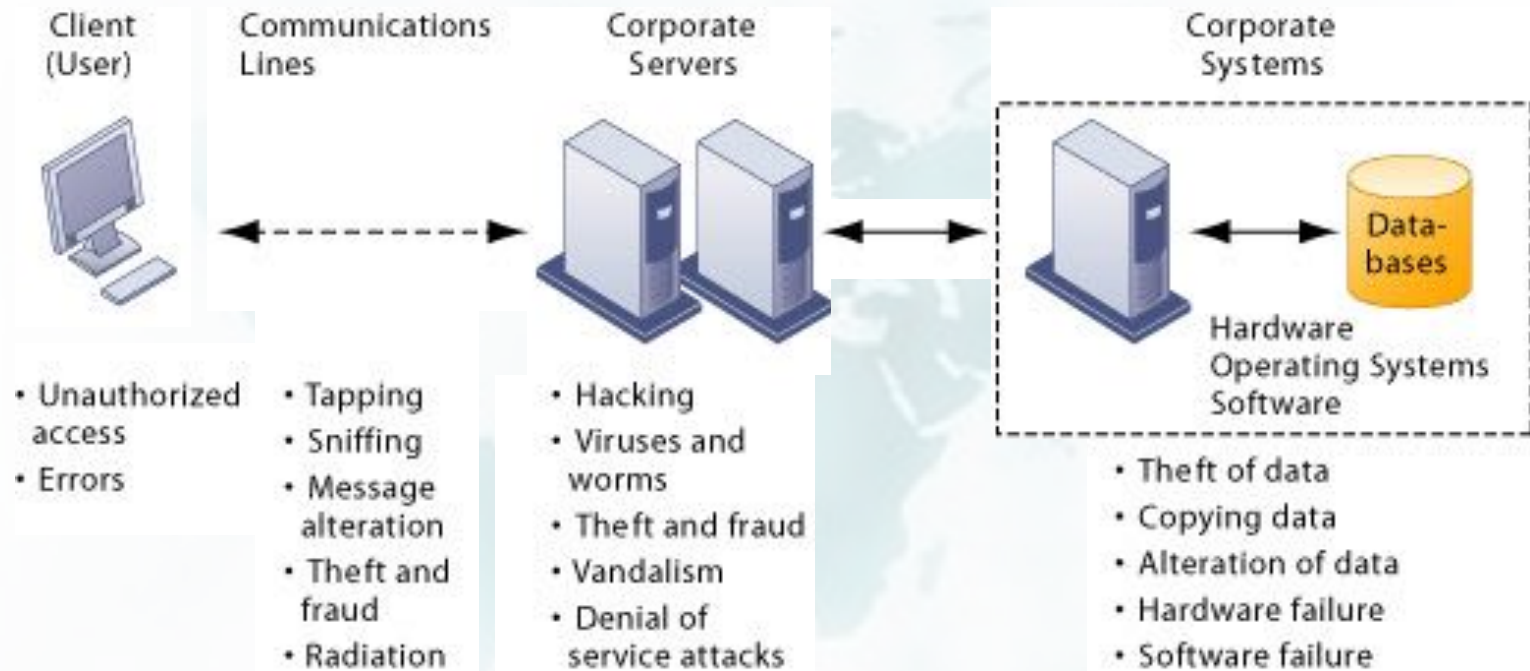 Client
(User)
Communications
Lines
Corporate
Servers
Corporate
Systems
Data-
bases
Hardware
Operating Systems
Software
• Unauthorized
access
• Errors
• Tapping
• Sniffing
• Message
alteration
• Theft and
fraud
• Radiation
• Hacking
• Viruses and
worms
• Theft and fraud
• Vandalism
• Denial of
service attacks
• Theft of data
• Copying data
• Alteration of data
• Hardware failure
• Software failure